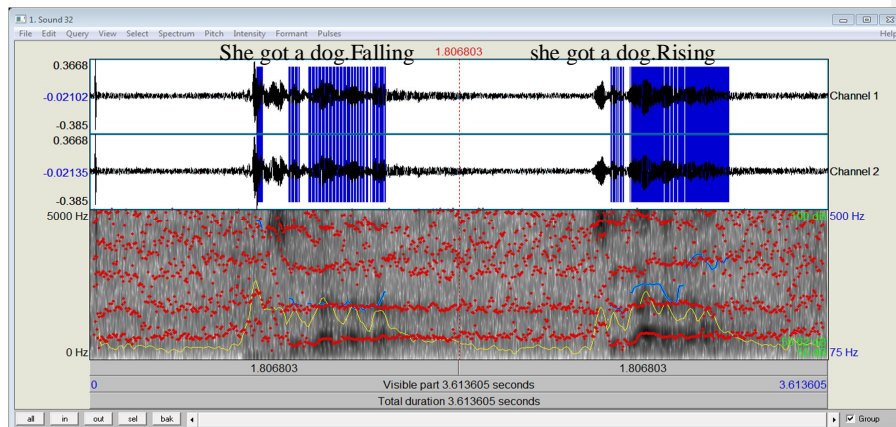 1. Sound 32
File Edit Query View Select Spectrum Pitch Intensity Formant Pulses Help
She got a dog.Falling 1.806803 she got a dog.Rising
0.3668
-0.02102 Channel 1
-0.385
0.3668
-0.02135 Channel 2
-0.385
5000 Hz 500 Hz
0 Hz 75 Hz
1.806803 1.806803
0 Visible part 3.613605 seconds 3.613605
Total duration 3.613605 seconds
all in out sel bak Group